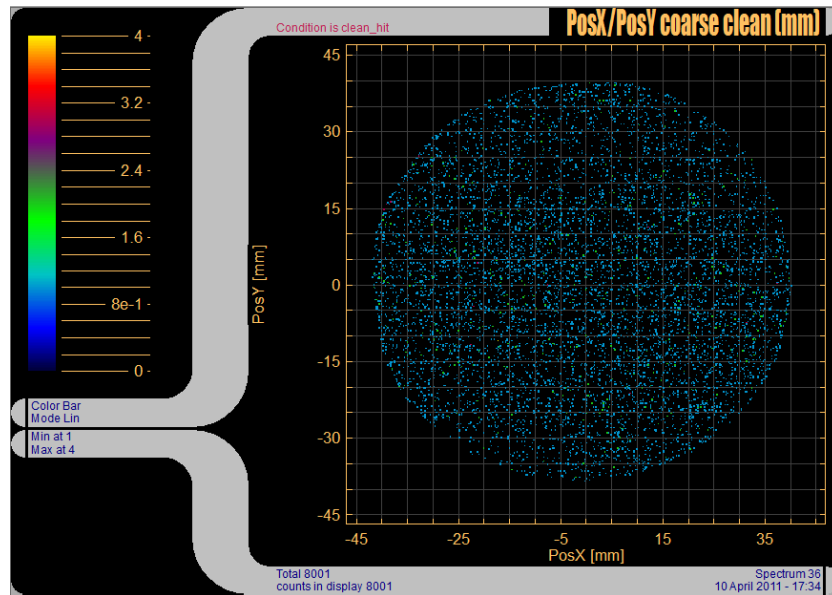 Condition is clean_hit
PosX/PosY coarse clean (mm)
4
3.2
2.4
1.6
8e-1
0
Color Bar
Mode Lin
Min at 1
Max at 4
PosY [mm]
45
30
15
0
-15
-30
-45
-45
-25
-5
15
35
PosX [mm]
Total 8001
counts in display 8001
Spectrum 36
10 April 2011 - 17:34